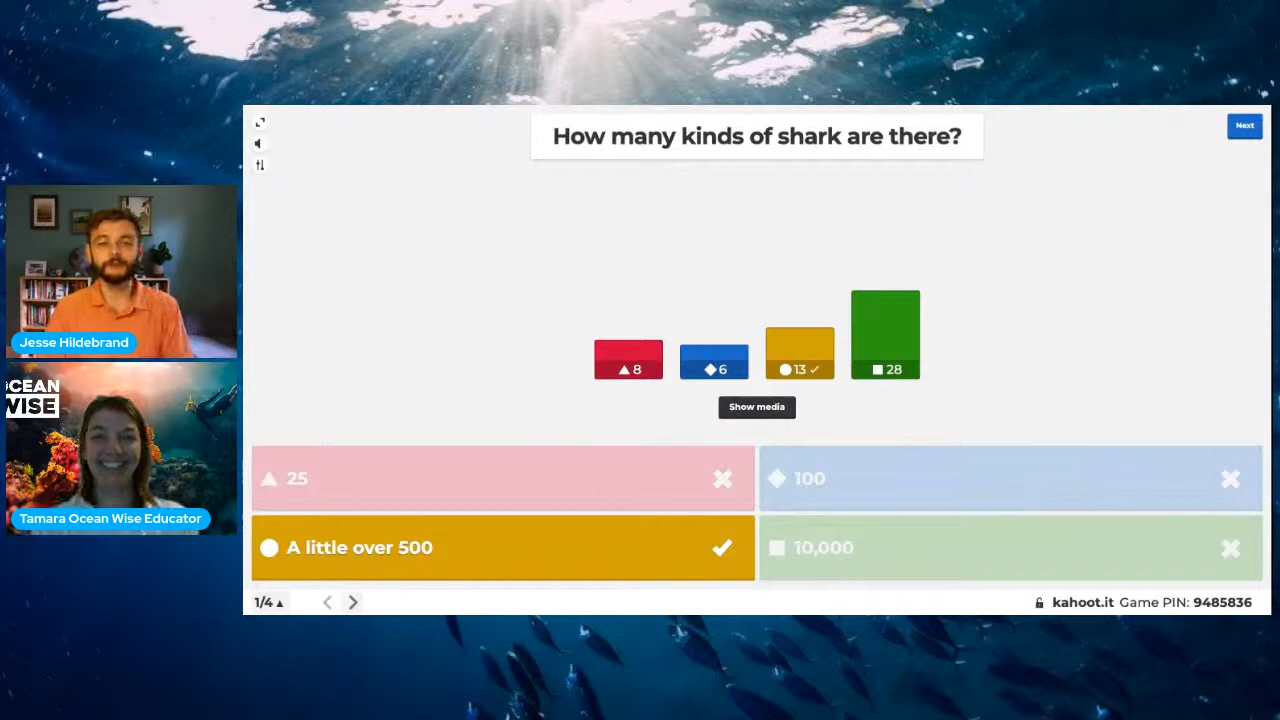 How many kinds of shark are there?
Next
Jesse Hildebrand
8
6
13
28
Show media
OCEAN
WISE
Tamara Ocean Wise Educator
25
100
A little over 500
10,000
1/4
kahoot.it Game PIN: 9485836